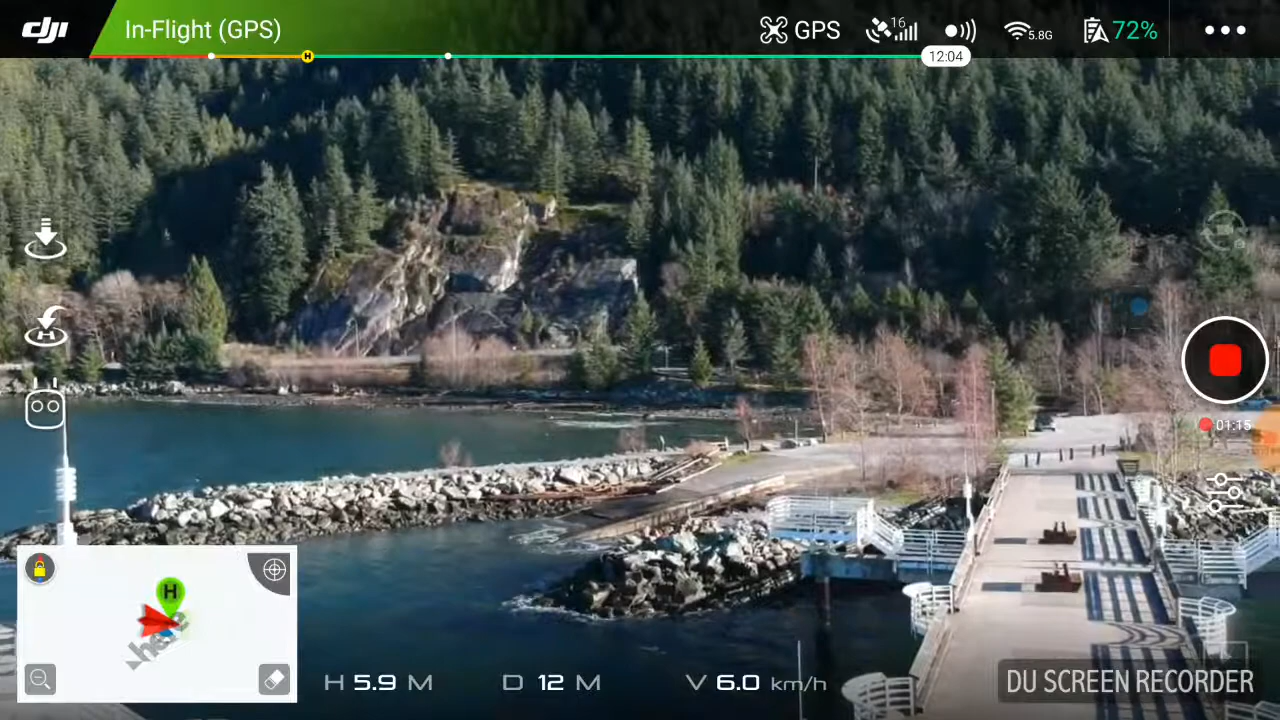 dji In-Flight (GPS) GPS 16 5.8G 72%
H
12:04
H
01:15
H
here
H 5.9 M D 12 M V 6.0 km/h
DU SCREEN RECORDER